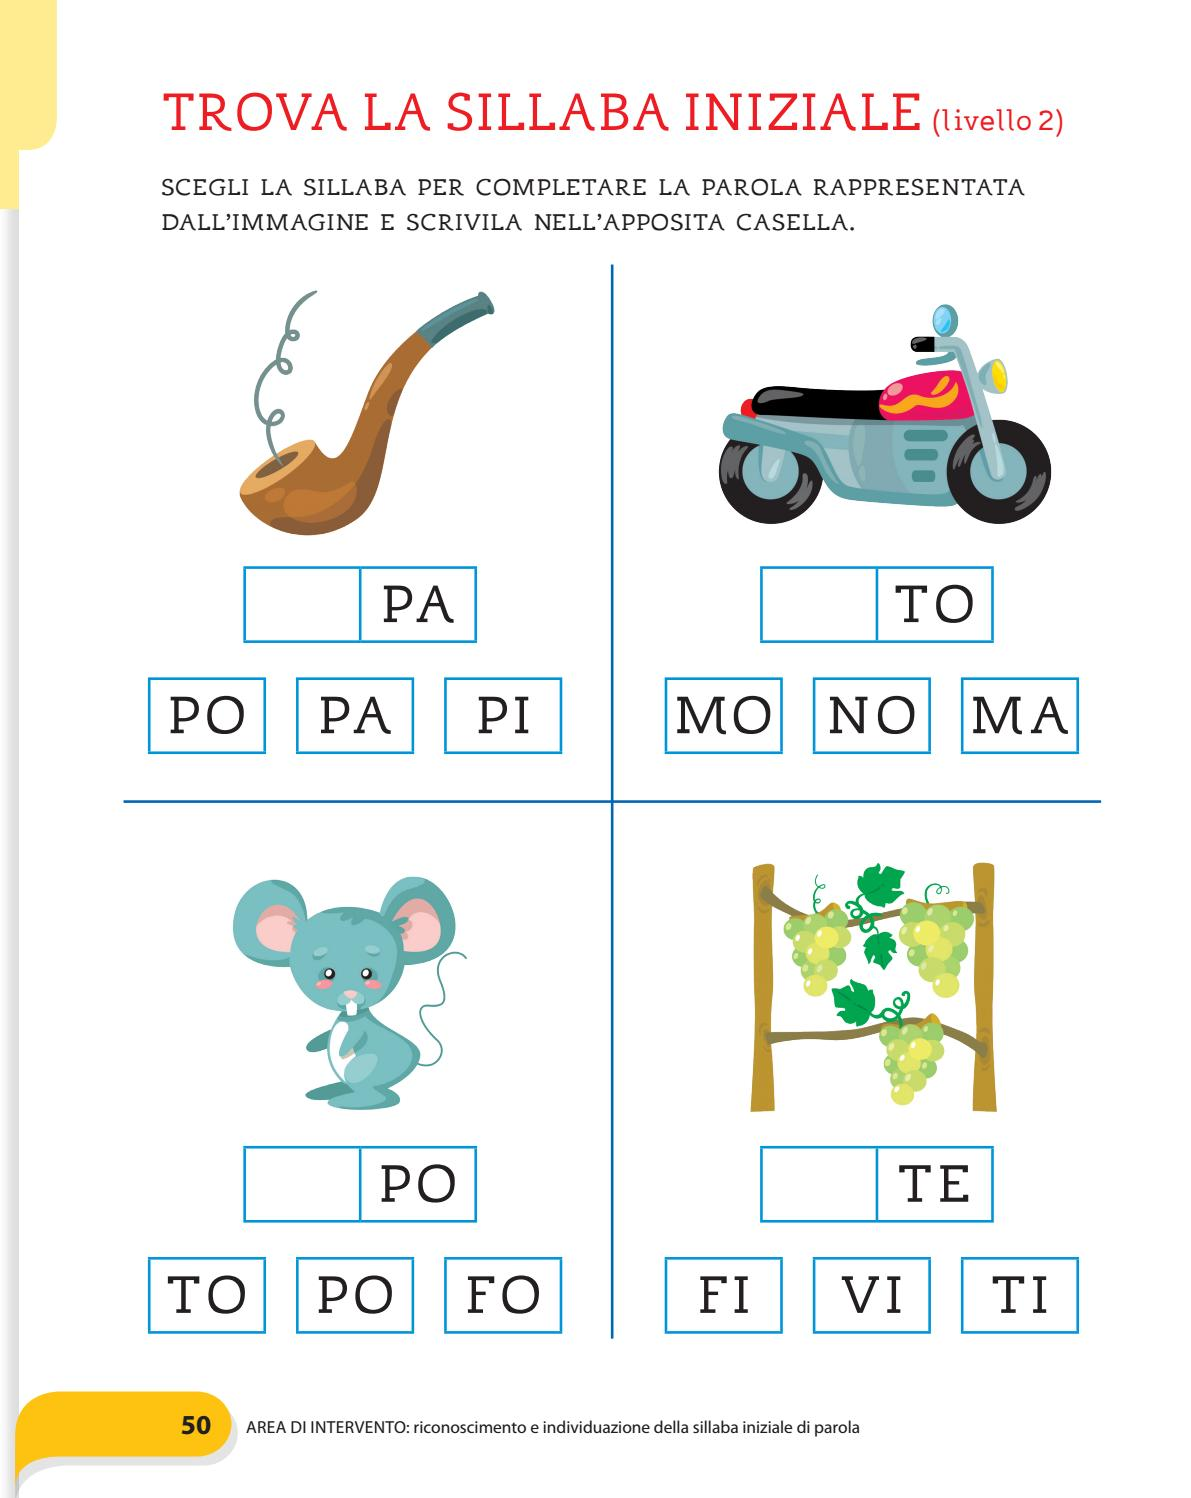 TROVA LA SILLABA INIZIALE (livello 2)
SCEGLI LA SILLABA PER COMPLETARE LA PAROLA RAPPRESENTATA
DALL'IMMAGINE E SCRIVILA NELL'APPOSITA CASELLA.
PA
PO PA PI
TO
MO NO MA
PO
TO PO FO
TE
FI VI TI
50 AREA DI INTERVENTO: riconoscimento e individuazione della sillaba iniziale di parola